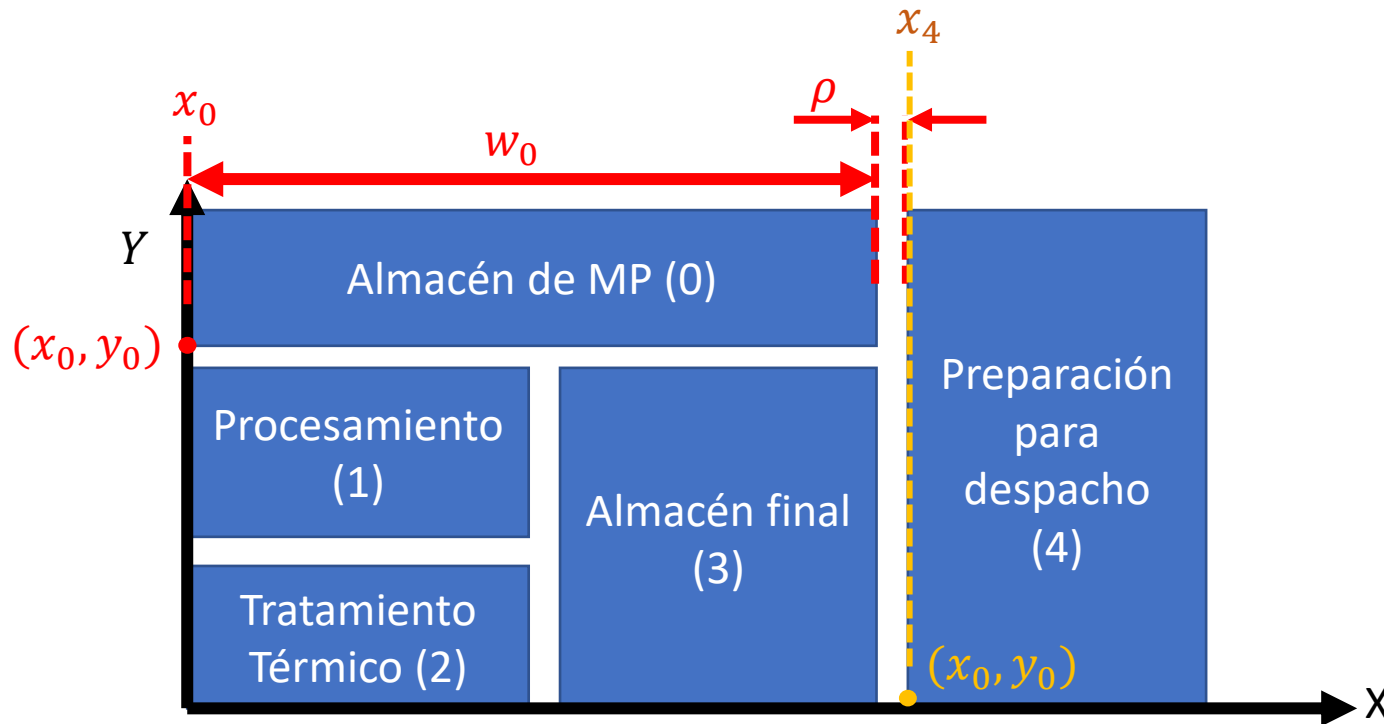 x₄
x₀
ρ
w₀
Y
Almacén de MP (0)
(x₀, y₀)
Procesamiento
(1)
Almacén final
(3)
Preparación
para
despacho
(4)
Tratamiento
Térmico (2)
(x₀, y₀)
X